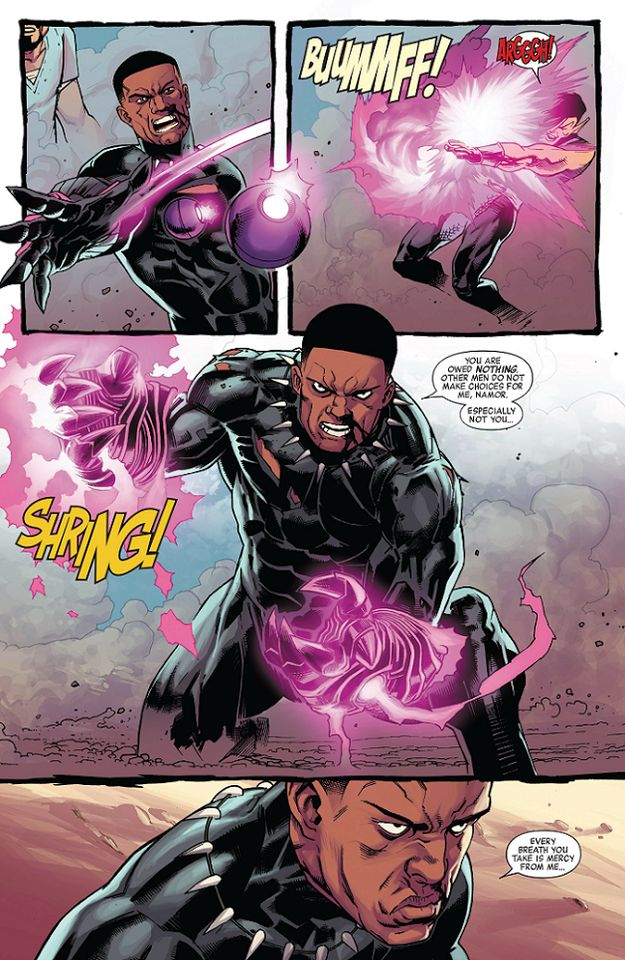 BUUMMFF!
ARGGGH!
YOU ARE
OWED NOTHING.
OTHER MEN DO NOT
MAKE CHOICES FOR
ME, NAMOR.
ESPECIALLY
NOT YOU...
SHRING!
EVERY
BREATH YOU
TAKE IS MERCY
FROM ME...